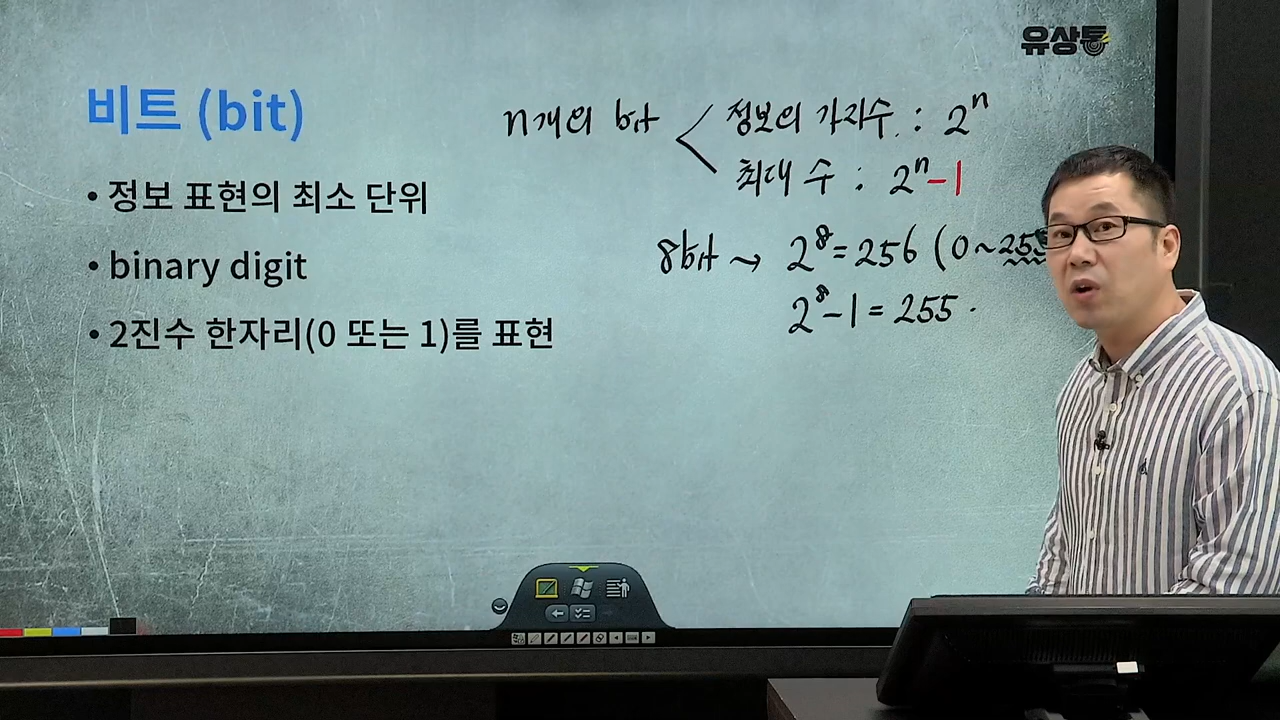 유상통
비트 (bit)
• 정보 표현의 최소 단위
• binary digit
• 2진수 한자리(0 또는 1)를 표현
n개의 bit < 정보의 가지수 : 2ⁿ
최대 수 : 2ⁿ-1
8bit → 2⁸ = 256 (0 ~ 255
2⁸ - 1 = 255.